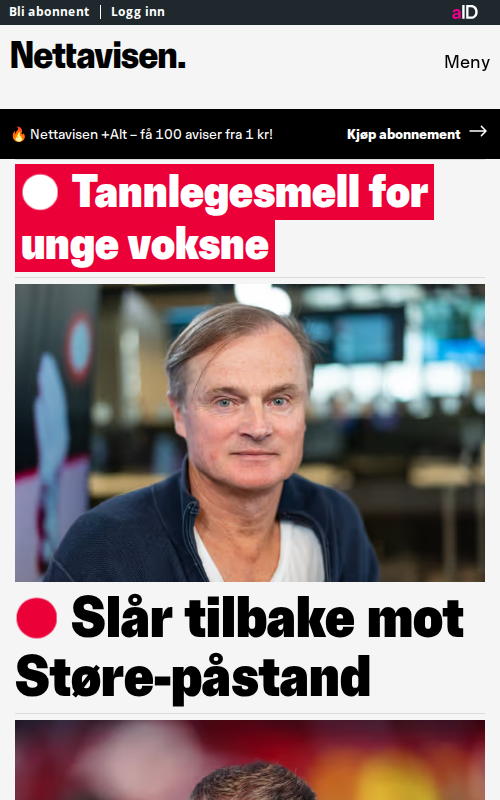 Bli abonnent | Logg inn
aID
Nettavisen.
Meny
🔥 Nettavisen +Alt – få 100 aviser fra 1 kr!
Kjøp abonnement →
Tannlegesmell for
unge voksne
Slår tilbake mot
Støre-påstand